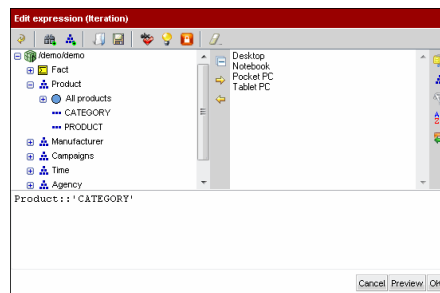 Edit expression (Iteration)
/demo/demo
Fact
Product
All products
CATEGORY
PRODUCT
Manufacturer
Campaigns
Time
Agency
Desktop
Notebook
Pocket PC
Tablet PC
Product::'CATEGORY'
Cancel Preview OK